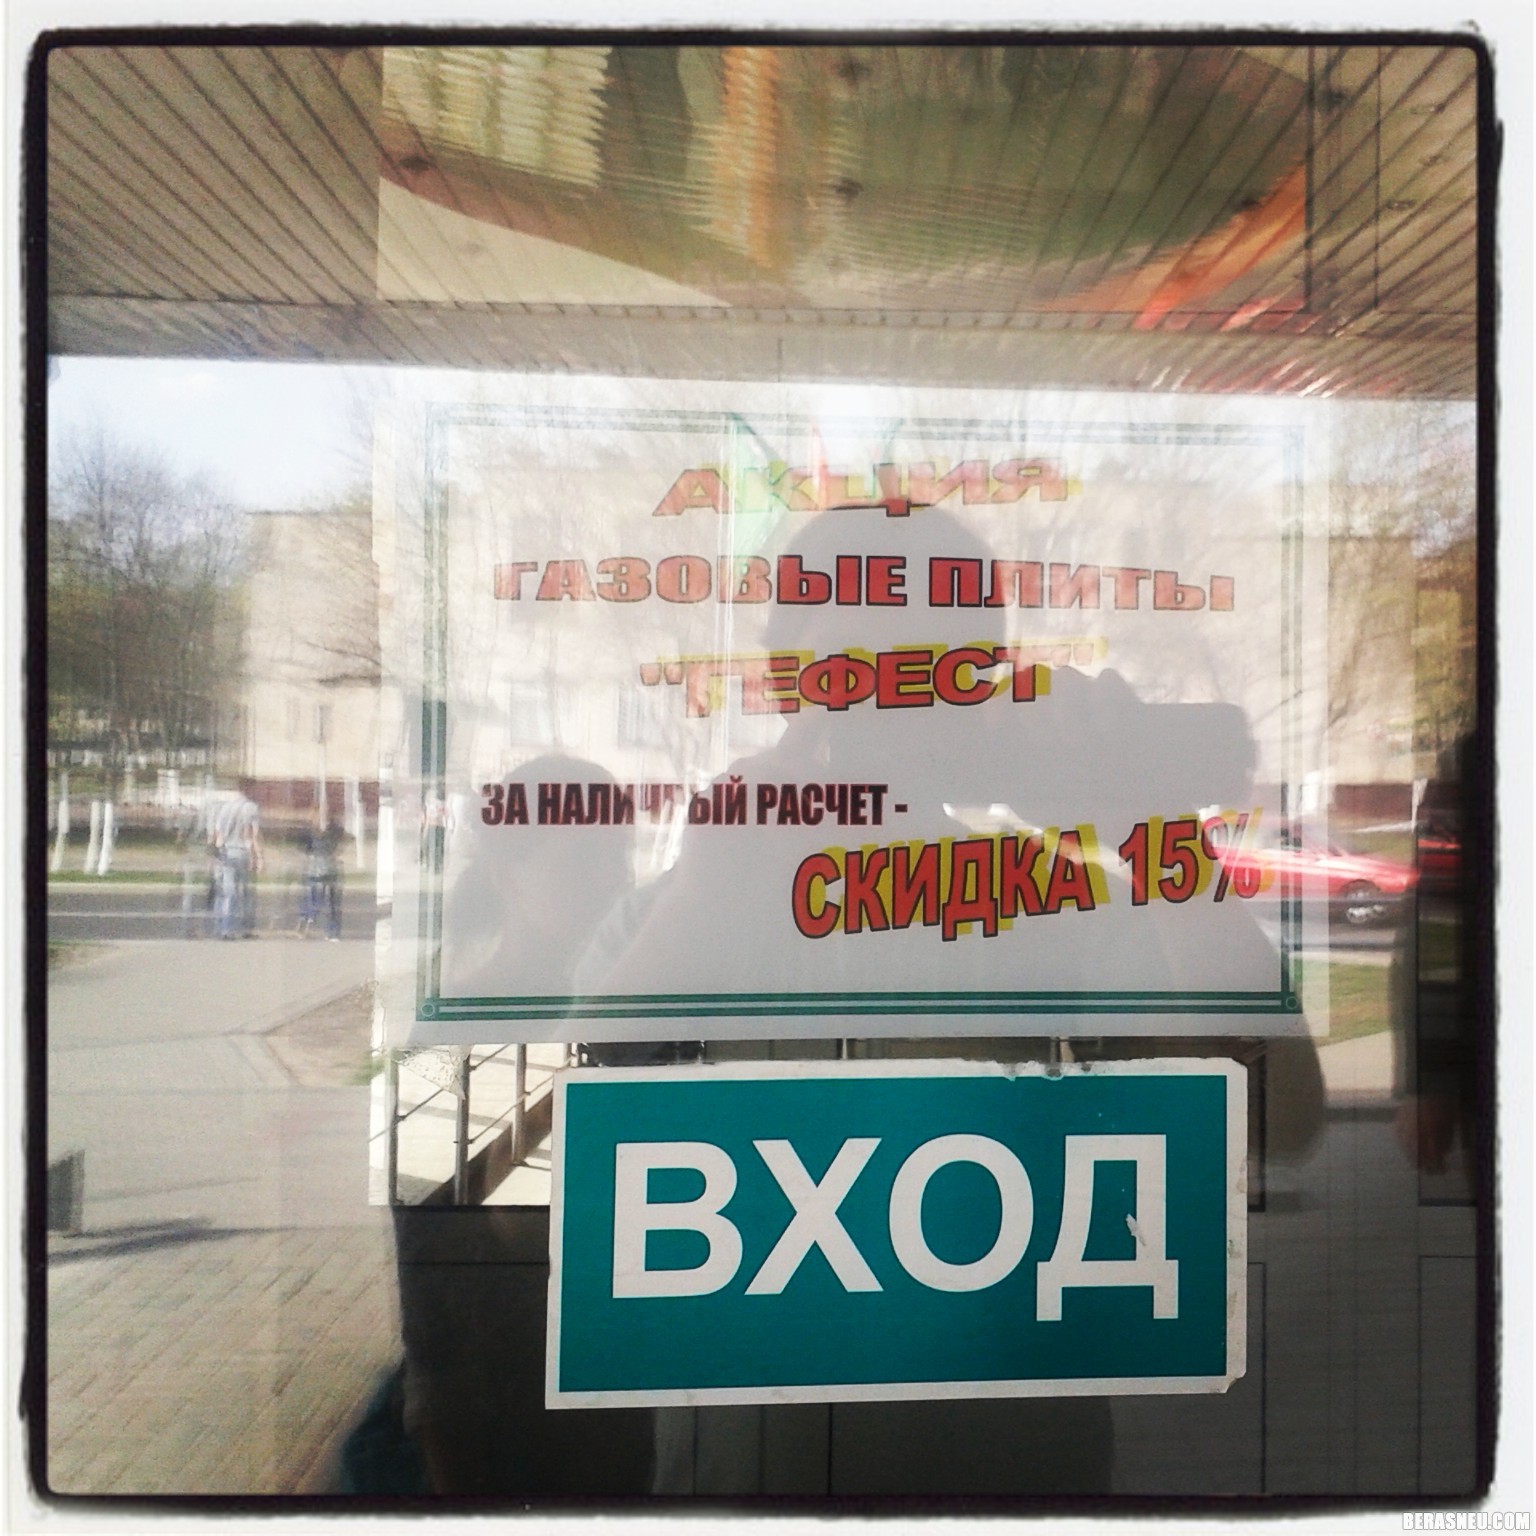 АКЦИЯ
ГАЗОВЫЕ ПЛИТЫ
"ГЕФЕСТ"
ЗА НАЛИЧНЫЙ РАСЧЕТ -
СКИДКА 15%
ВХОД
BERASNEU.COM